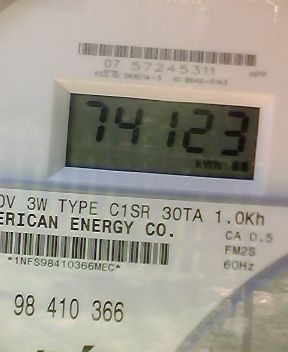 07 57245311
74123
kWh
0V 3W TYPE C1SR 30TA 1.0Kh
ERICAN ENERGY CO.
CA 0.5
*1NFS98410366MEC*
FM2S
60Hz
98 410 366